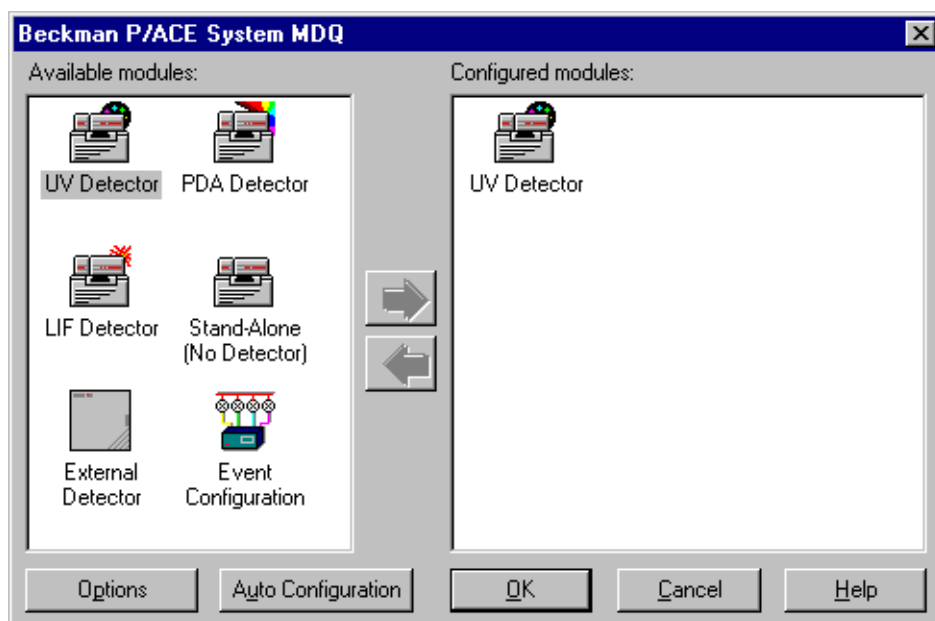 Beckman P/ACE System MDQ
Available modules:
Configured modules:
UV Detector
PDA Detector
UV Detector
LIF Detector
Stand-Alone
(No Detector)
External
Detector
Event
Configuration
Options
Auto Configuration
OK
Cancel
Help